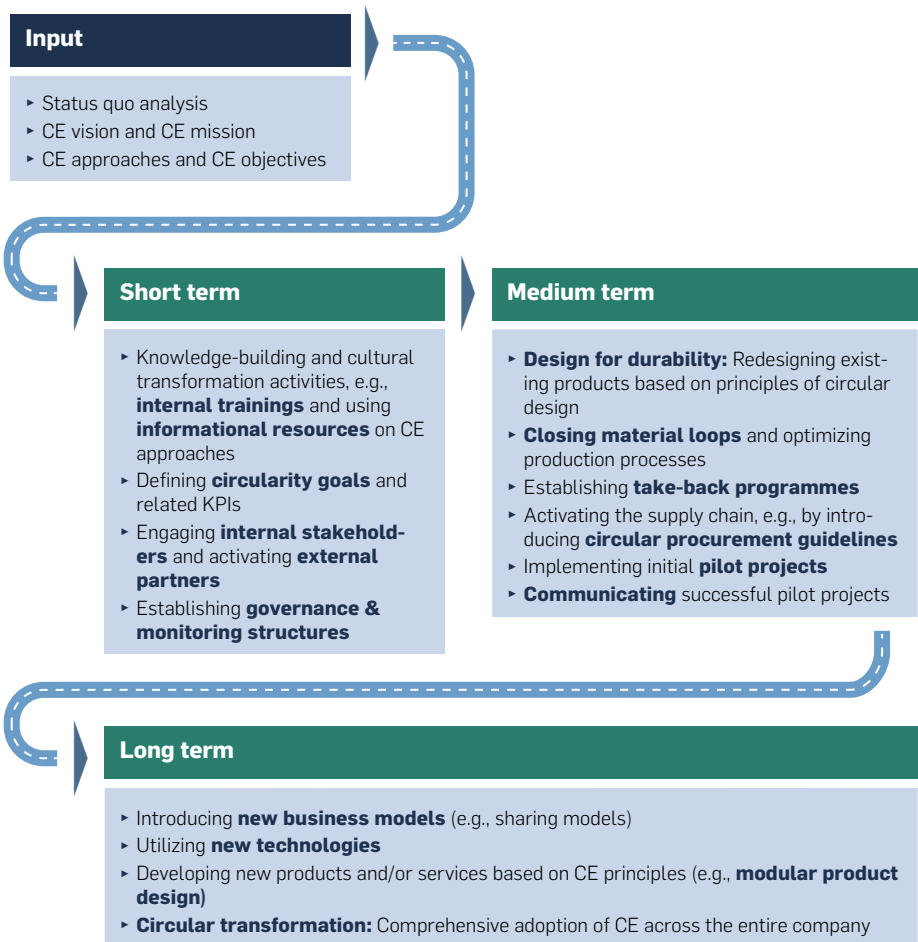 Input
▸ Status quo analysis
▸ CE vision and CE mission
▸ CE approaches and CE objectives
Short term
▸ Knowledge-building and cultural
transformation activities, e.g.,
internal trainings and using
informational resources on CE
approaches
▸ Defining circularity goals and
related KPIs
▸ Engaging internal stakehold-
ers and activating external
partners
▸ Establishing governance &
monitoring structures
Medium term
▸ Design for durability: Redesigning exist-
ing products based on principles of circular
design
▸ Closing material loops and optimizing
production processes
▸ Establishing take-back programmes
▸ Activating the supply chain, e.g., by intro-
ducing circular procurement guidelines
▸ Implementing initial pilot projects
▸ Communicating successful pilot projects
Long term
▸ Introducing new business models (e.g., sharing models)
▸ Utilizing new technologies
▸ Developing new products and/or services based on CE principles (e.g., modular product
design)
▸ Circular transformation: Comprehensive adoption of CE across the entire company